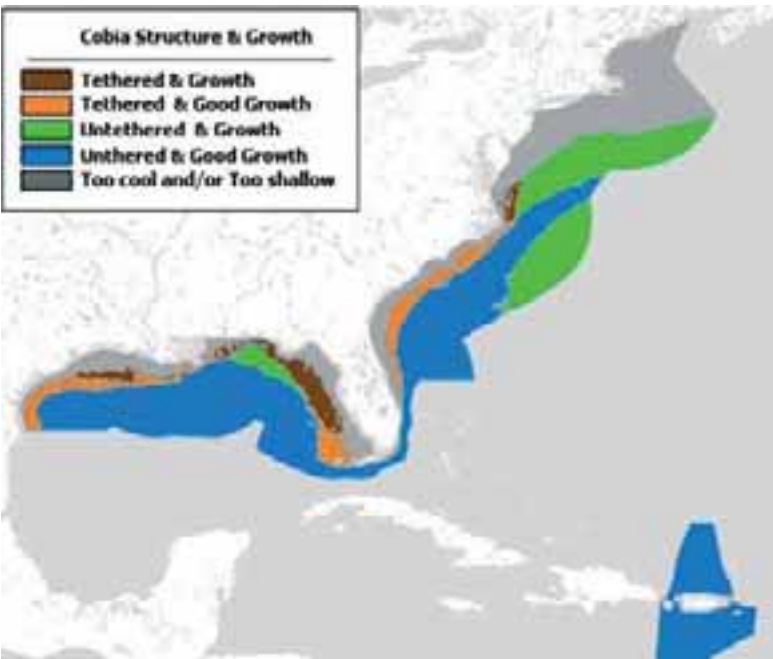 Cobia Structure & Growth
Tethered & Growth
Tethered & Good Growth
Untethered & Growth
Unthered & Good Growth
Too cool and/or Too shallow